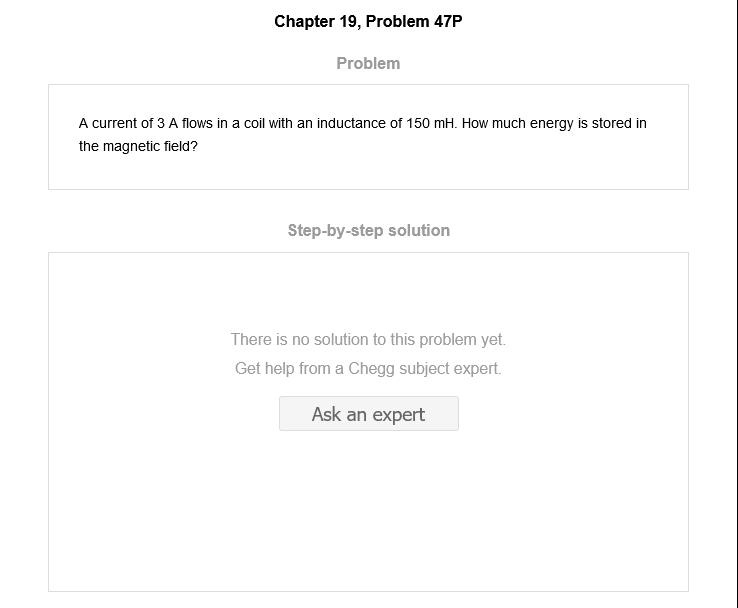 Chapter 19, Problem 47P
Problem
A current of 3 A flows in a coil with an inductance of 150 mH. How much energy is stored in
the magnetic field?
Step-by-step solution
There is no solution to this problem yet.
Get help from a Chegg subject expert.
Ask an expert